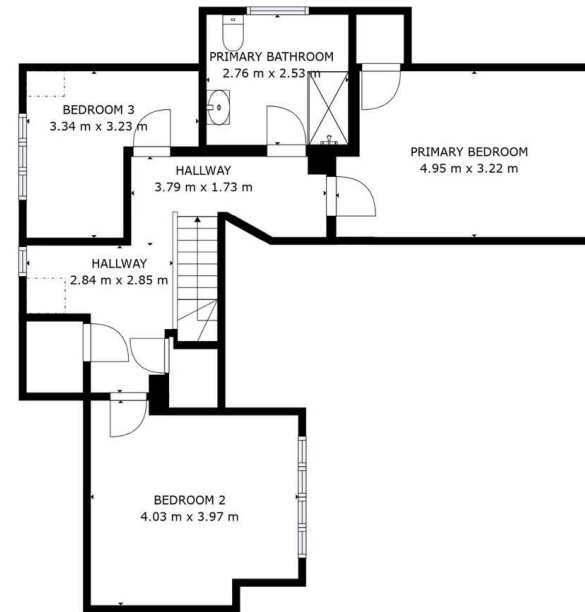 PRIMARY BATHROOM
2.76 m x 2.53 m
BEDROOM 3
3.34 m x 3.23 m
PRIMARY BEDROOM
4.95 m x 3.22 m
HALLWAY
3.79 m x 1.73 m
HALLWAY
2.84 m x 2.85 m
BEDROOM 2
4.03 m x 3.97 m